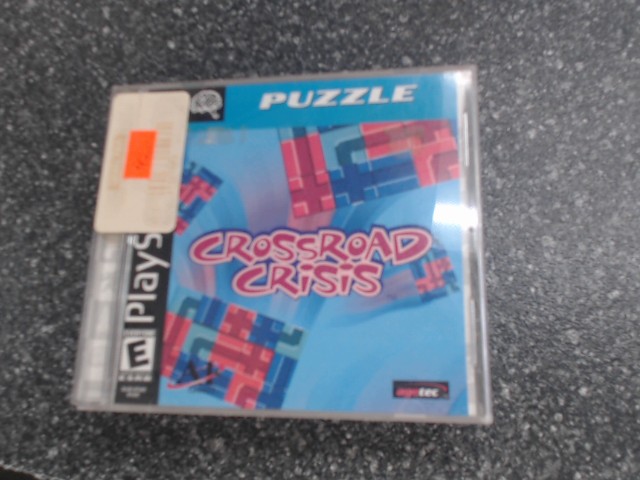 PUZZLE
CROSSROAD
CRISIS
PlayS
E
agetec